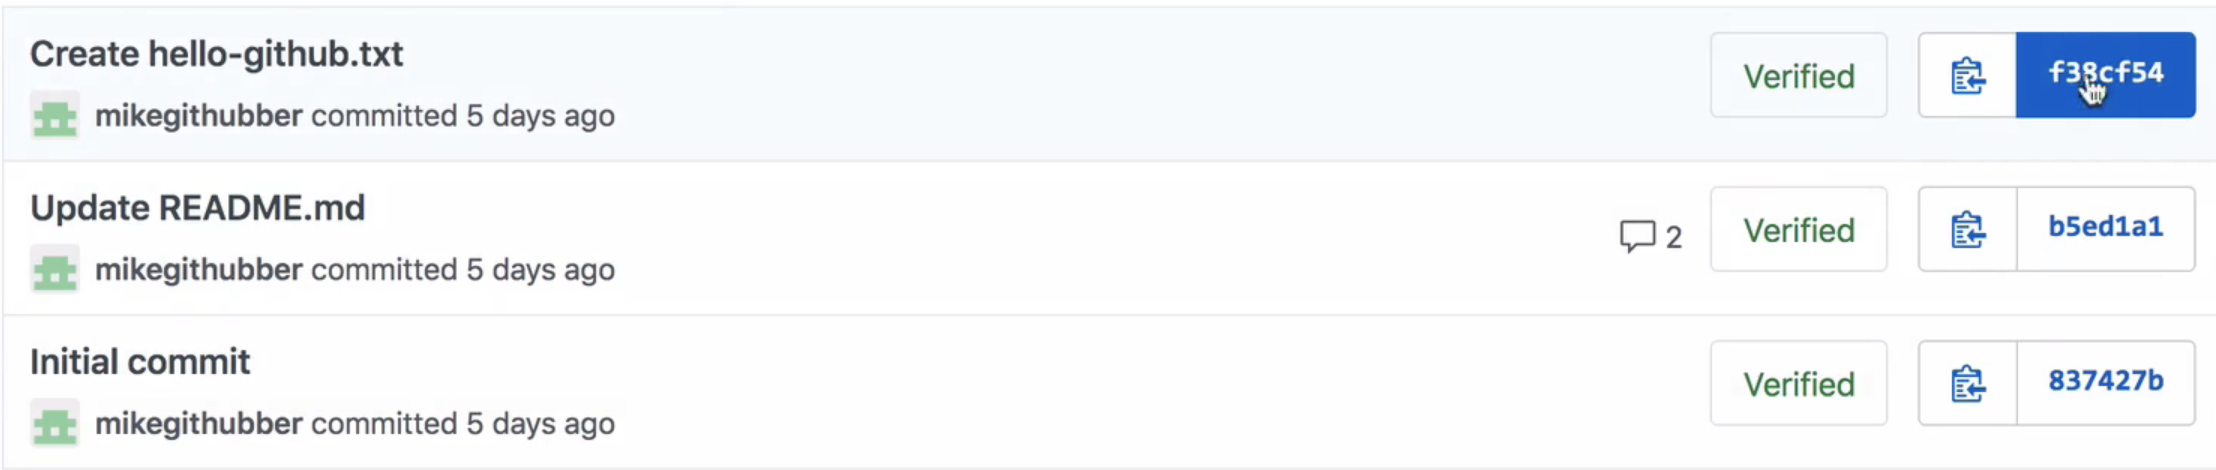 Create hello-github.txt
Verified
f38cf54
mikegithubber committed 5 days ago
Update README.md
2
Verified
b5ed1a1
mikegithubber committed 5 days ago
Initial commit
Verified
837427b
mikegithubber committed 5 days ago